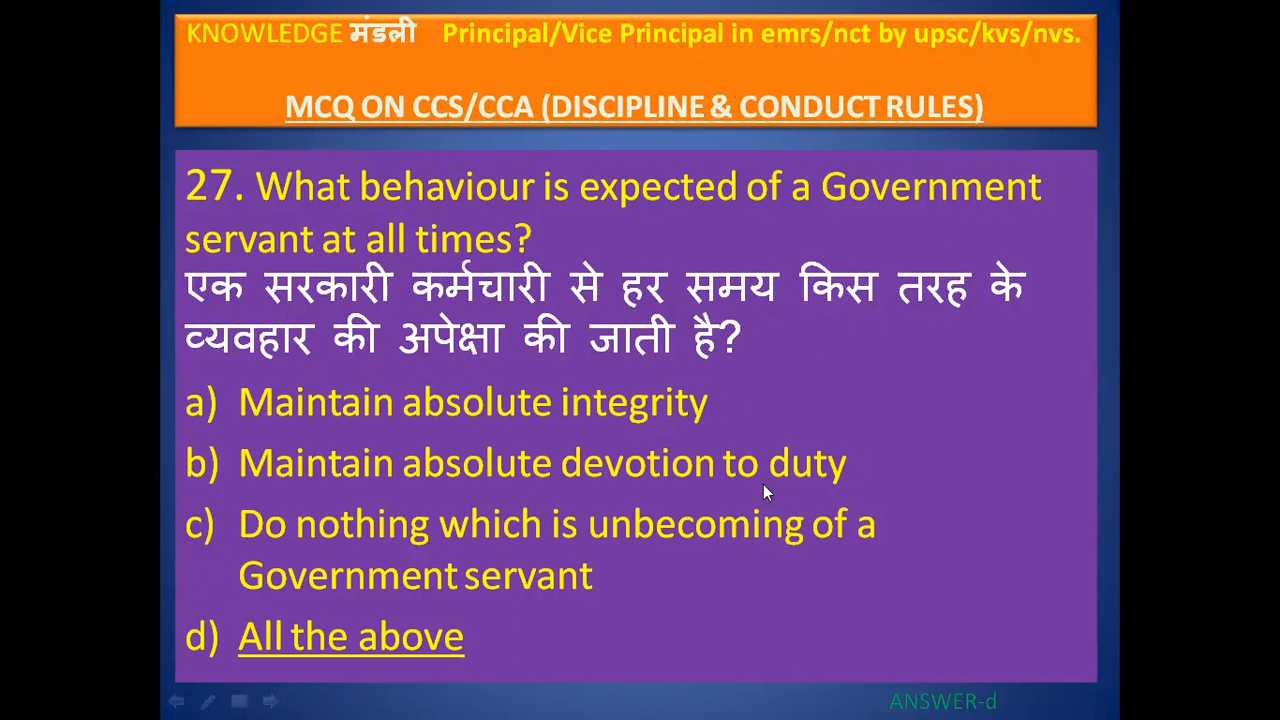 KNOWLEDGE मंडली Principal/Vice Principal in emrs/nct by upsc/kvs/nvs.
MCQ ON CCS/CCA (DISCIPLINE & CONDUCT RULES)
27. What behaviour is expected of a Government
servant at all times?
एक सरकारी कर्मचारी से हर समय किस तरह के
व्यवहार की अपेक्षा की जाती है?
a) Maintain absolute integrity
b) Maintain absolute devotion to duty
c) Do nothing which is unbecoming of a
Government servant
d) All the above
ANSWER-d